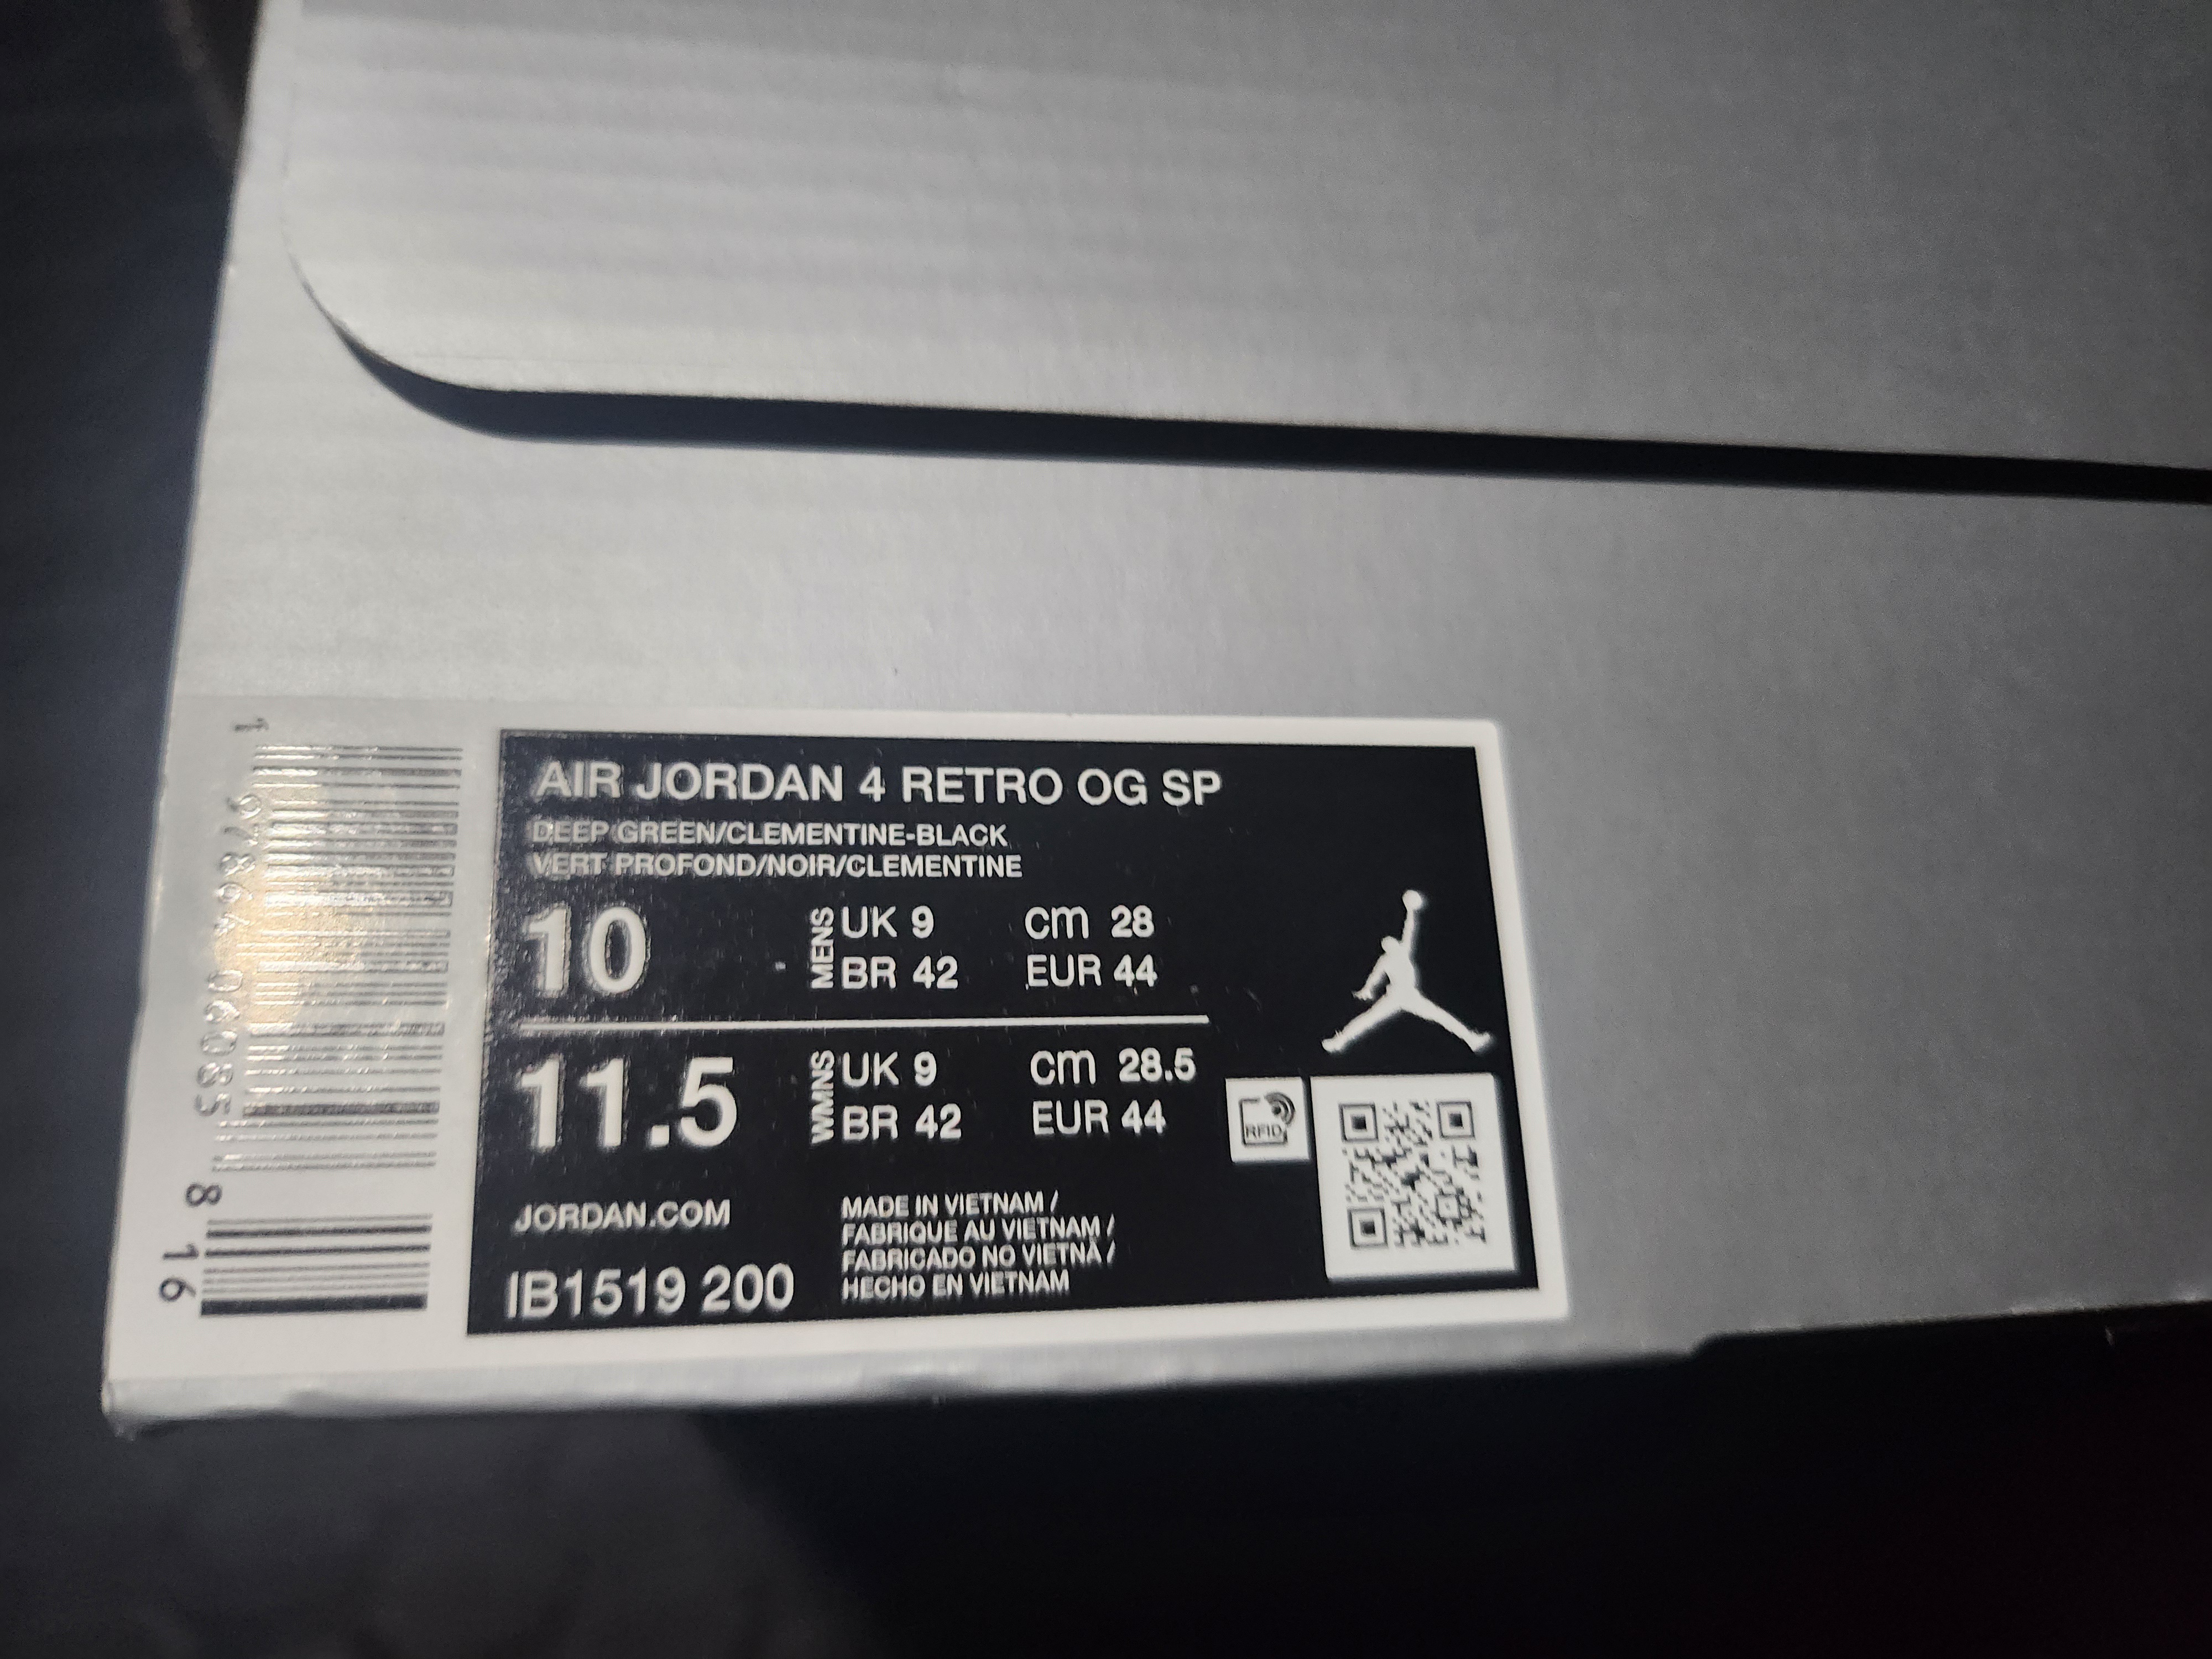 AIR JORDAN 4 RETRO OG SP
DEEP GREEN/CLEMENTINE-BLACK
VERT PROFOND/NOIR/CLEMENTINE
10
MENS
UK 9 cm 28
BR 42 EUR 44
11.5
WMNS
UK 9 cm 28.5
BR 42 EUR 44
RFID
JORDAN.COM
IB1519 200
MADE IN VIETNAM /
FABRIQUE AU VIETNAM /
FABRICADO NO VIETNÃ /
HECHO EN VIETNAM
8
16